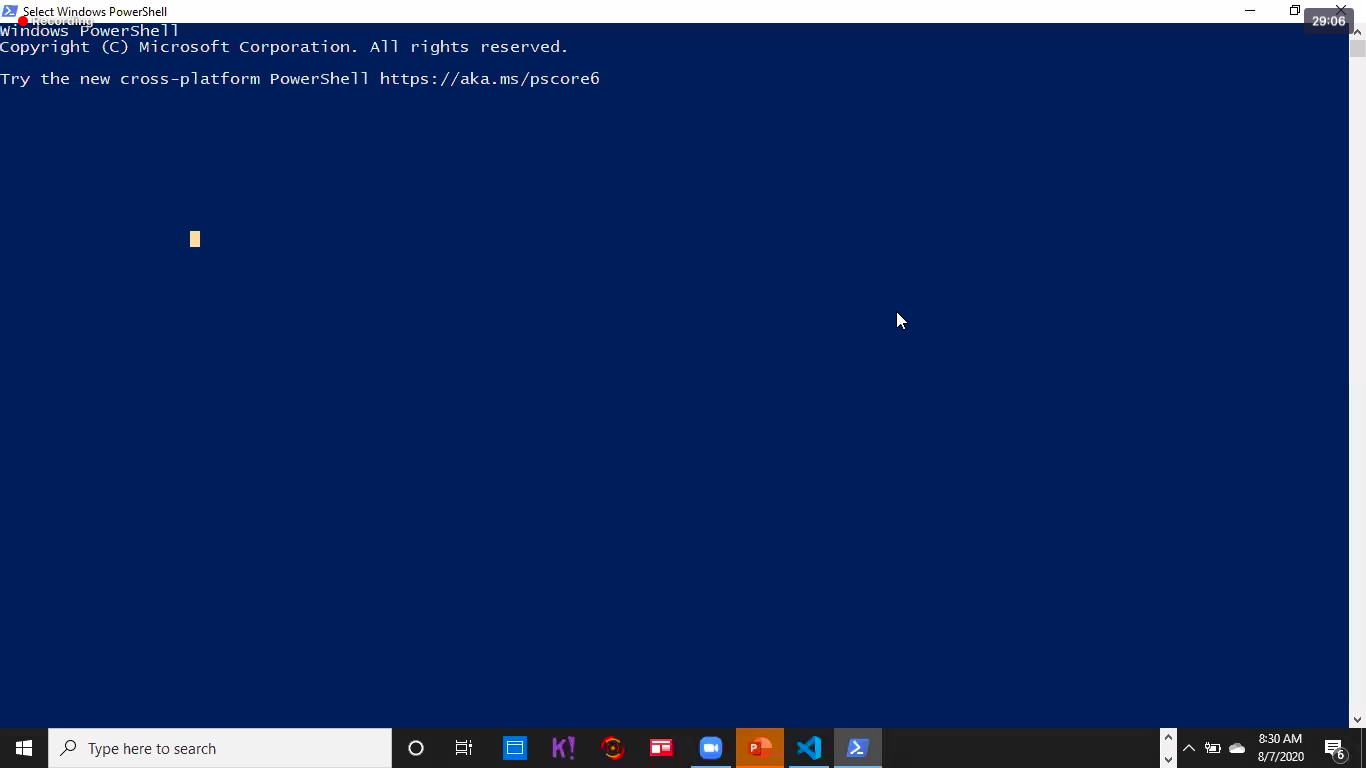 Select Windows PowerShell
Recording
29:06
Windows PowerShell
Copyright (C) Microsoft Corporation. All rights reserved.
Try the new cross-platform PowerShell https://aka.ms/pscore6
Type here to search
K!
P
8:30 AM
8/7/2020
6